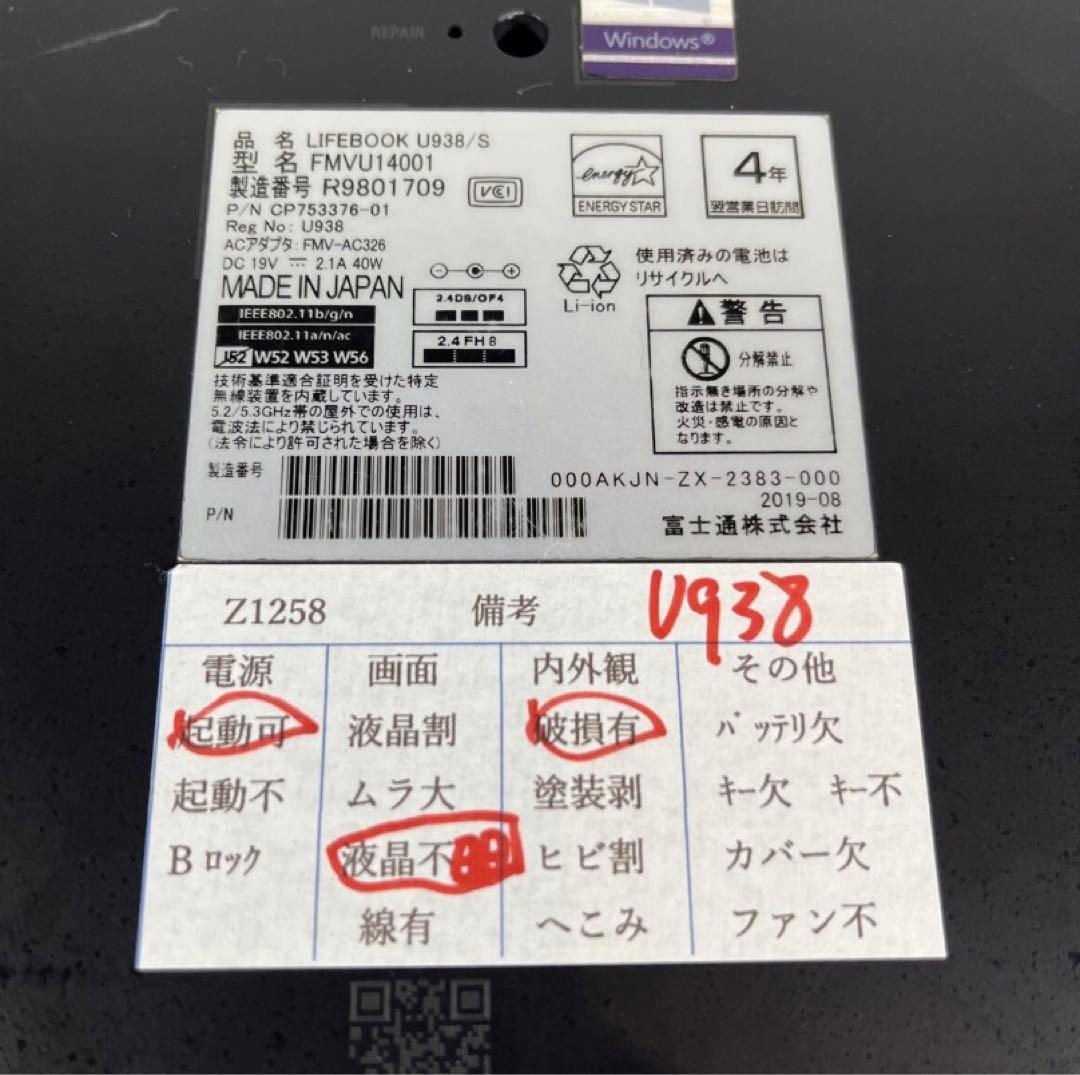 REPAIR
Windows®
品 名 LIFEBOOK U938/S
型 名 FMVU14001
製造番号 R9801709
VCCI
P/N CP753376-01
Reg No: U938
ACアダプタ: FMV-AC326
DC 19V 2.1A 40W
MADE IN JAPAN
IEEE802.11b/g/n
IEEE802.11a/n/ac
J52 W52 W53 W56
2.4DS/OF4
2.4FH8
技術基準適合証明を受けた特定
無線装置を内蔵しています。
5.2/5.3GHz帯の屋外での使用は、
電波法により禁じられています。
(法令により許可された場合を除く)
energy
ENERGY STAR
4年
翌営業日訪問
Li-ion
使用済みの電池は
リサイクルへ
警告
分解禁止
指示無き場所の分解や
改造は禁止です。
火災・感電の原因と
なります。
製造番号
P/N
000AKJN-ZX-2383-000
2019-08
富士通株式会社
Z1258 備考 U938
電源 画面 内外観 その他
起動可 液晶割 破損有 バッテリ欠
起動不 ムラ大 塗装剥 キー欠 キー不
Bロック 液晶不 ヒビ割 カバー欠
線有 へこみ ファン不